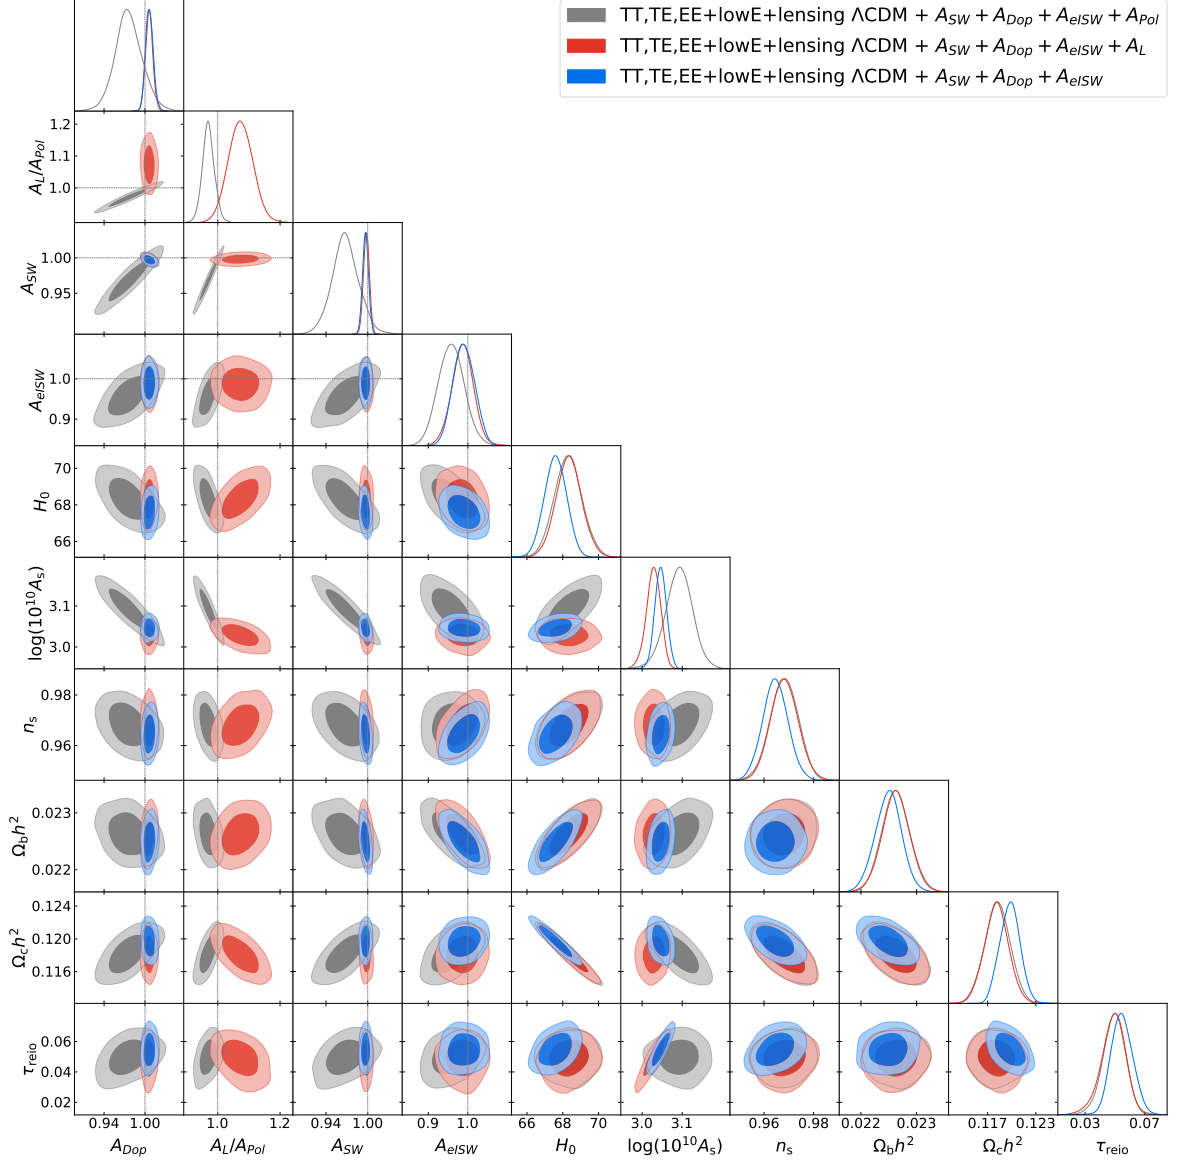 TT,TE,EE+lowE+lensing ΛCDM + A_SW + A_Dop + A_eISW + A_Pol
TT,TE,EE+lowE+lensing ΛCDM + A_SW + A_Dop + A_eISW + A_L
TT,TE,EE+lowE+lensing ΛCDM + A_SW + A_Dop + A_eISW
A_L/A_Pol
1.2
1.1
1.0
A_SW
1.00
0.95
A_eISW
1.0
0.9
H_0
70
68
66
log(10^10 A_s)
3.1
3.0
n_s
0.98
0.96
Ω_b h^2
0.023
0.022
Ω_c h^2
0.124
0.120
0.116
τ_reio
0.06
0.04
0.02
0.94 1.00 1.0 1.2 0.94 1.00 0.9 1.0 66 68 70 3.0 3.1 0.96 0.98 0.022 0.023 0.117 0.123 0.03 0.07
A_Dop A_L/A_Pol A_SW A_eISW H_0 log(10^10 A_s) n_s Ω_b h^2 Ω_c h^2 τ_reio